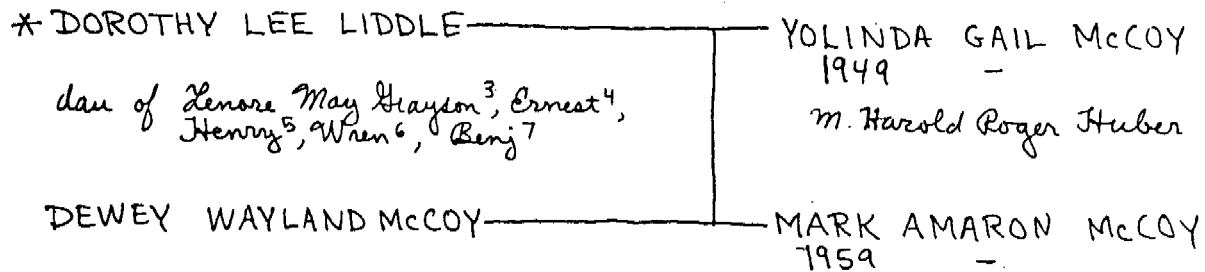 * DOROTHY LEE LIDDLE
YOLINDA GAIL McCOY
1949 -
dau of Lenore May Grayson³, Ernest⁴,
Henry⁵, Wren⁶, Benj⁷
m. Harold Roger Huber
DEWEY WAYLAND McCOY
MARK AMARON McCOY
1959 -